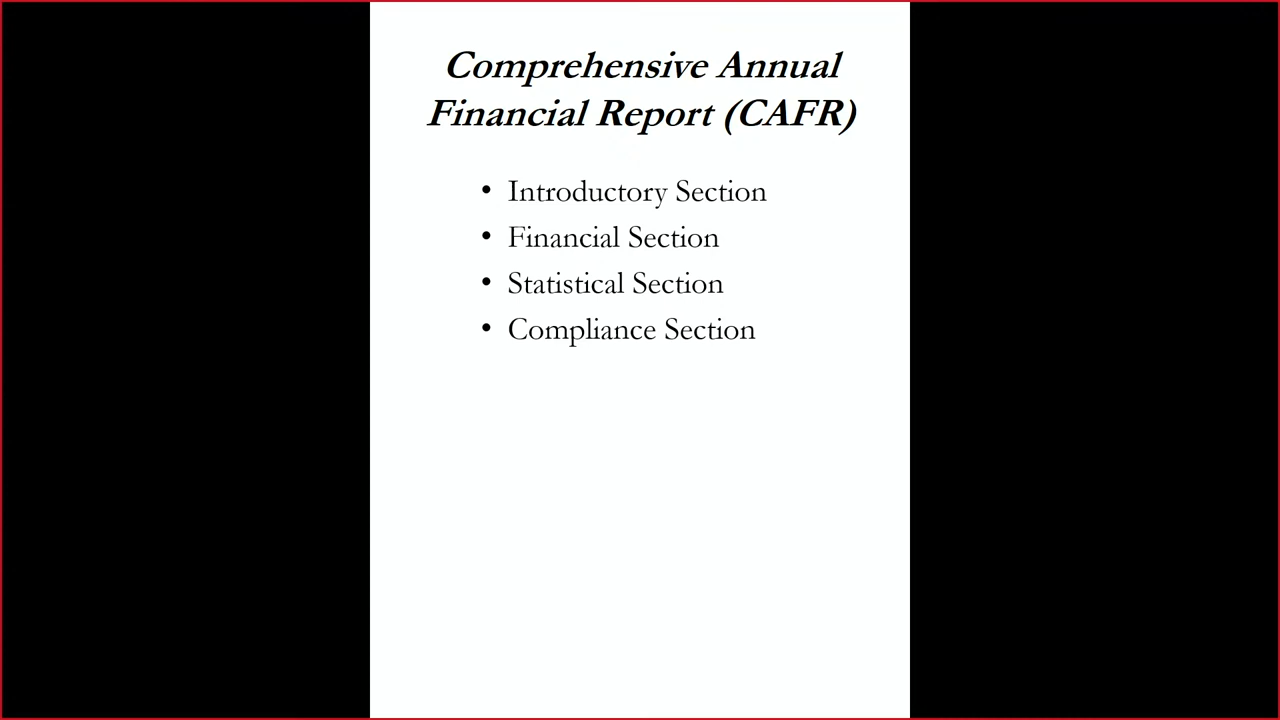 Comprehensive Annual
Financial Report (CAFR)
• Introductory Section
• Financial Section
• Statistical Section
• Compliance Section